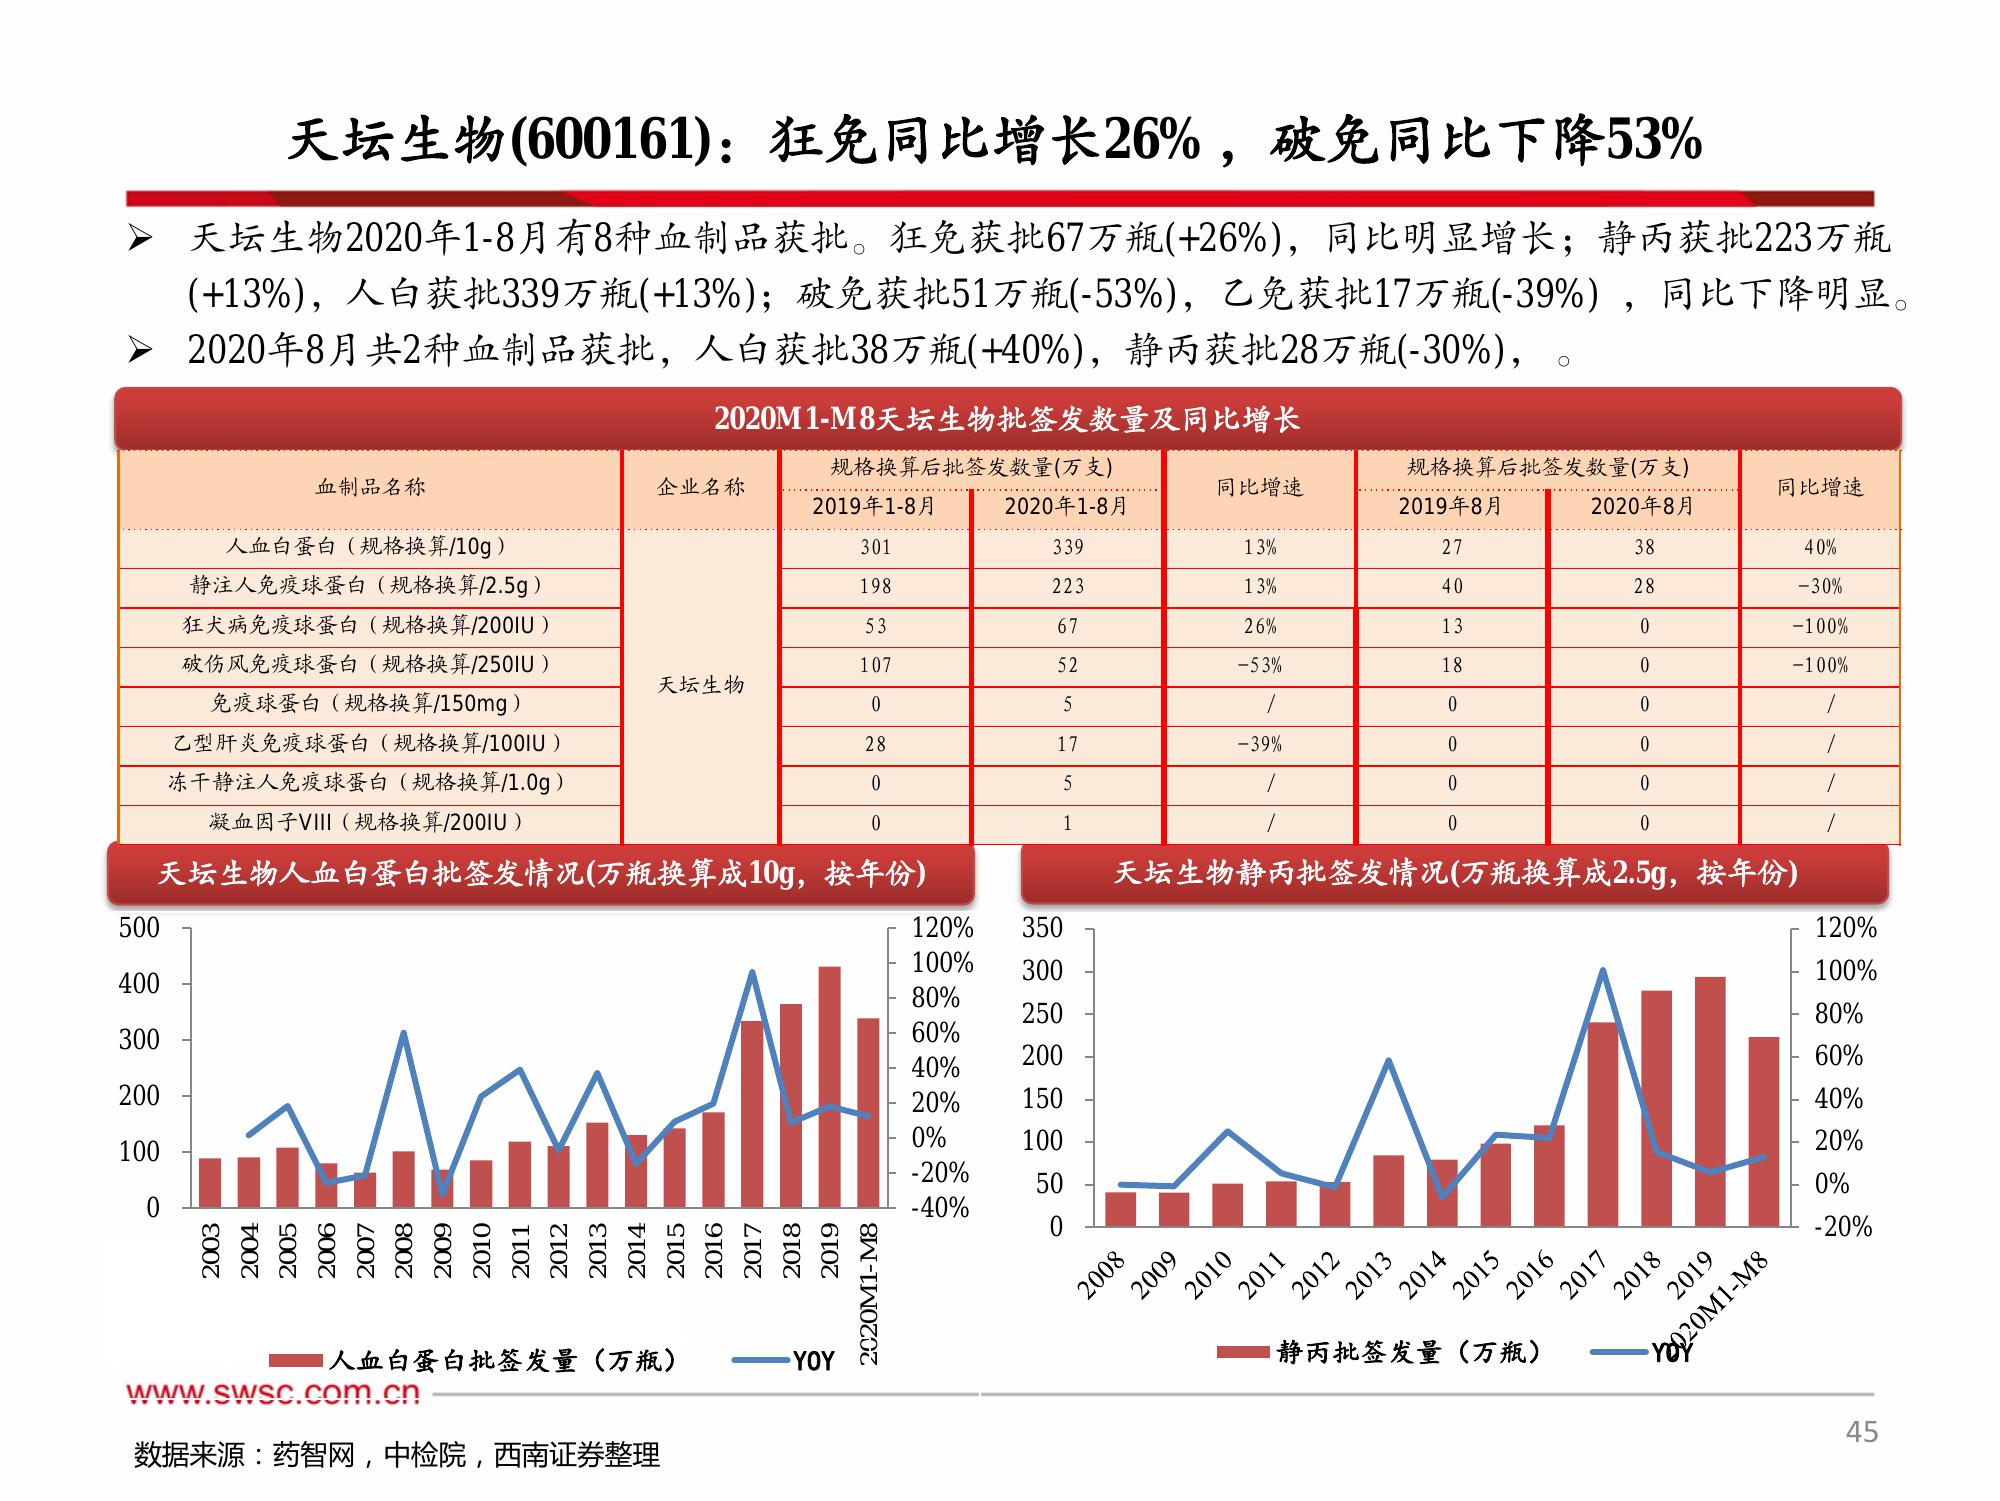 天坛生物(600161)：狂免同比增长26%，破免同比下降53%
➢ 天坛生物2020年1-8月有8种血制品获批。狂免获批67万瓶(+26%)，同比明显增长；静丙获批223万瓶
(+13%)，人白获批339万瓶(+13%)；破免获批51万瓶(-53%)，乙免获批17万瓶(-39%) ，同比下降明显。
➢ 2020年8月共2种血制品获批，人白获批38万瓶(+40%)，静丙获批28万瓶(-30%)， 。
2020M1-M8天坛生物批签发数量及同比增长
血制品名称 企业名称 规格换算后批签发数量(万支) 同比增速 规格换算后批签发数量(万支) 同比增速
2019年1-8月 2020年1-8月 2019年8月 2020年8月
人血白蛋白（规格换算/10g） 301 339 13% 27 38 40%
静注人免疫球蛋白（规格换算/2.5g） 198 223 13% 40 28 −30%
狂犬病免疫球蛋白（规格换算/200IU） 53 67 26% 13 0 −100%
破伤风免疫球蛋白（规格换算/250IU） 107 52 −53% 18 0 −100%
天坛生物
免疫球蛋白（规格换算/150mg） 0 5 / 0 0 /
乙型肝炎免疫球蛋白（规格换算/100IU） 28 17 −39% 0 0 /
冻干静注人免疫球蛋白（规格换算/1.0g） 0 5 / 0 0 /
凝血因子VIII（规格换算/200IU） 0 1 / 0 0 /
天坛生物人血白蛋白批签发情况(万瓶换算成10g，按年份)
500
400
300
200
100
0
120%
100%
80%
60%
40%
20%
0%
-20%
-40%
2003 2004 2005 2006 2007 2008 2009 2010 2011 2012 2013 2014 2015 2016 2017 2018 2019 2020M1-M8
人血白蛋白批签发量（万瓶） YOY
天坛生物静丙批签发情况(万瓶换算成2.5g，按年份)
350
300
250
200
150
100
50
0
120%
100%
80%
60%
40%
20%
0%
-20%
2008 2009 2010 2011 2012 2013 2014 2015 2016 2017 2018 2019 2020M1-M8
静丙批签发量（万瓶） YOY
www.swsc.com.cn
45
数据来源：药智网，中检院，西南证券整理